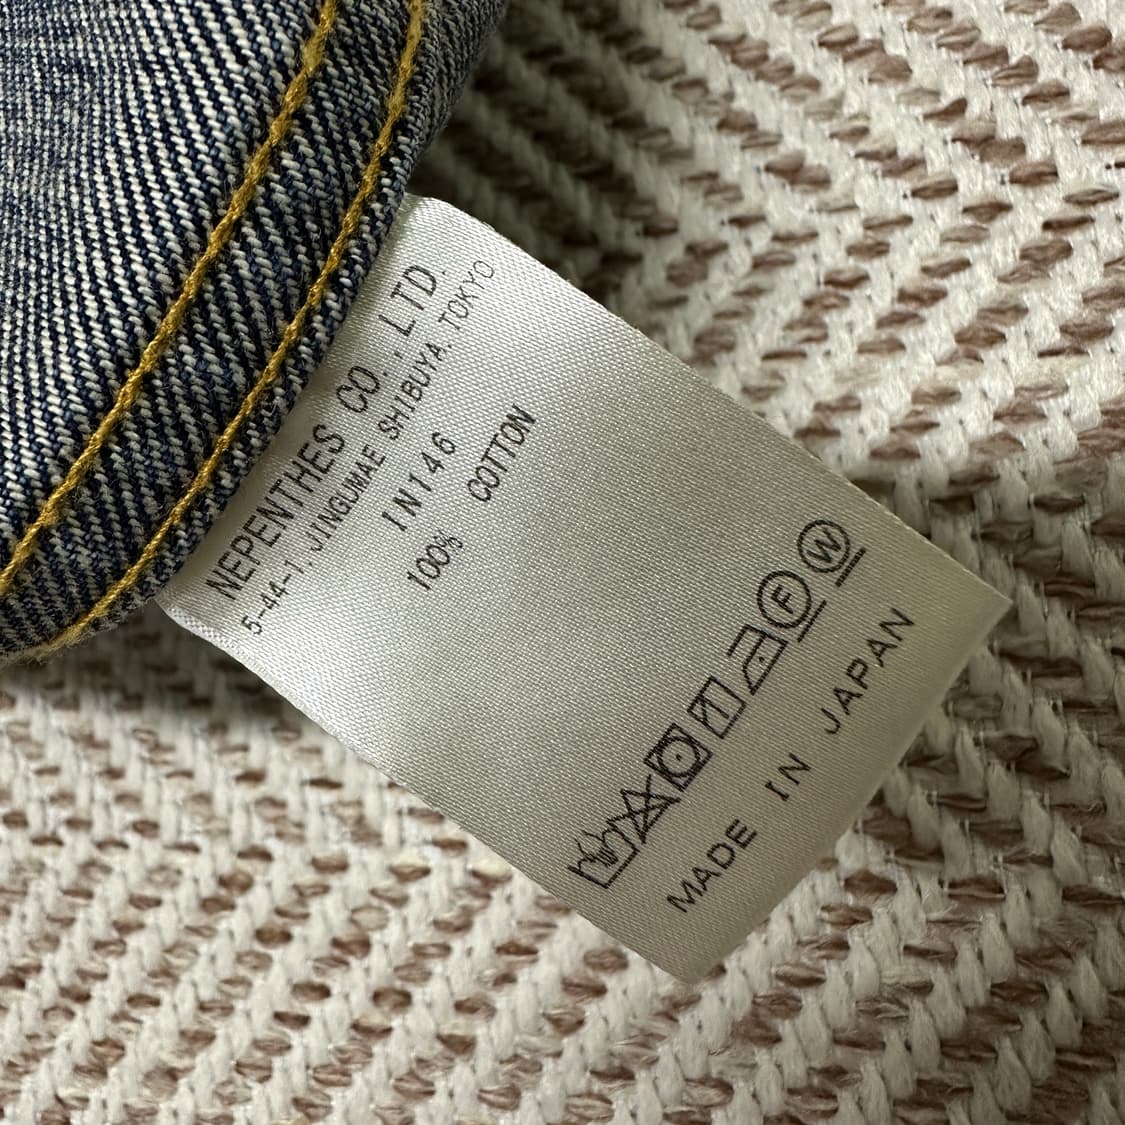 NEPENTHES CO.,LTD.
5-44-1, JINGUMAE SHIBUYA.TOKYO
IN146
100% COTTON
F W
MADE IN JAPAN